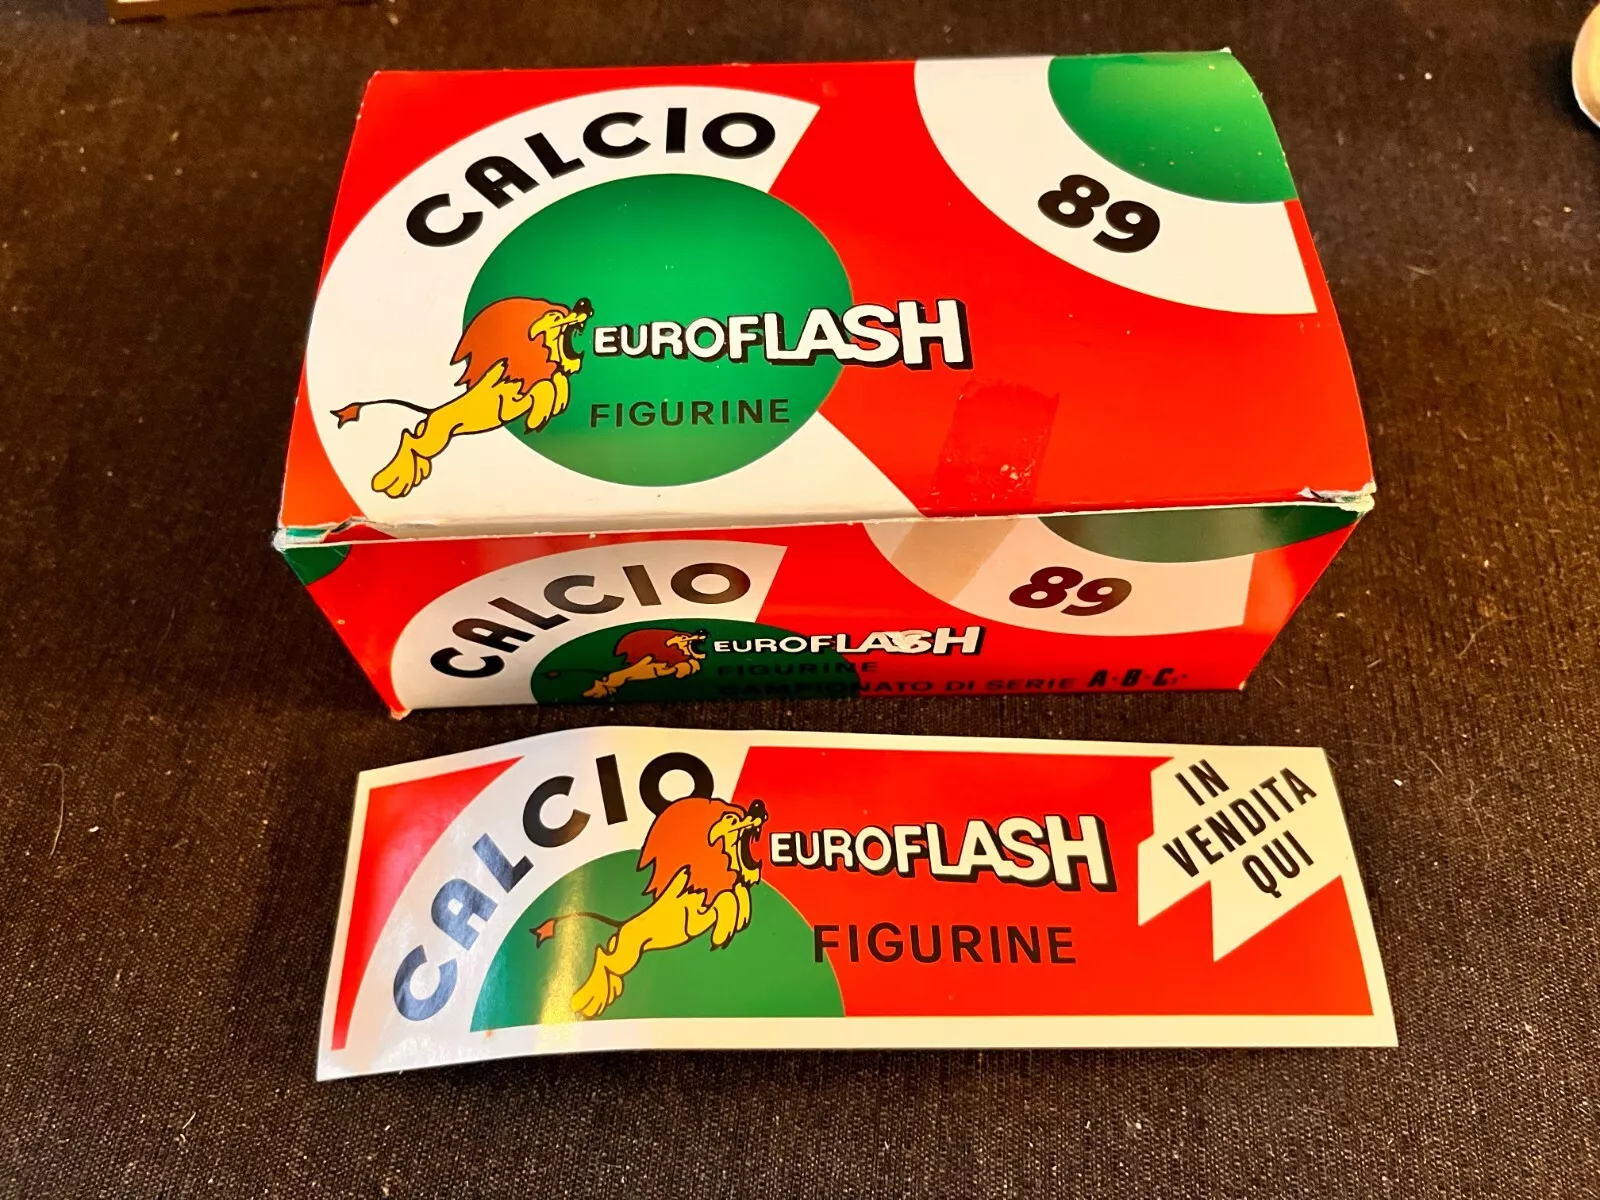 CALCIO
89
EUROFLASH
FIGURINE
CALCIO
89
EUROFLASH
FIGURINE
CAMPIONATO DI SERIE A·B·C
CALCIO
EUROFLASH
FIGURINE
IN
VENDITA
QUI